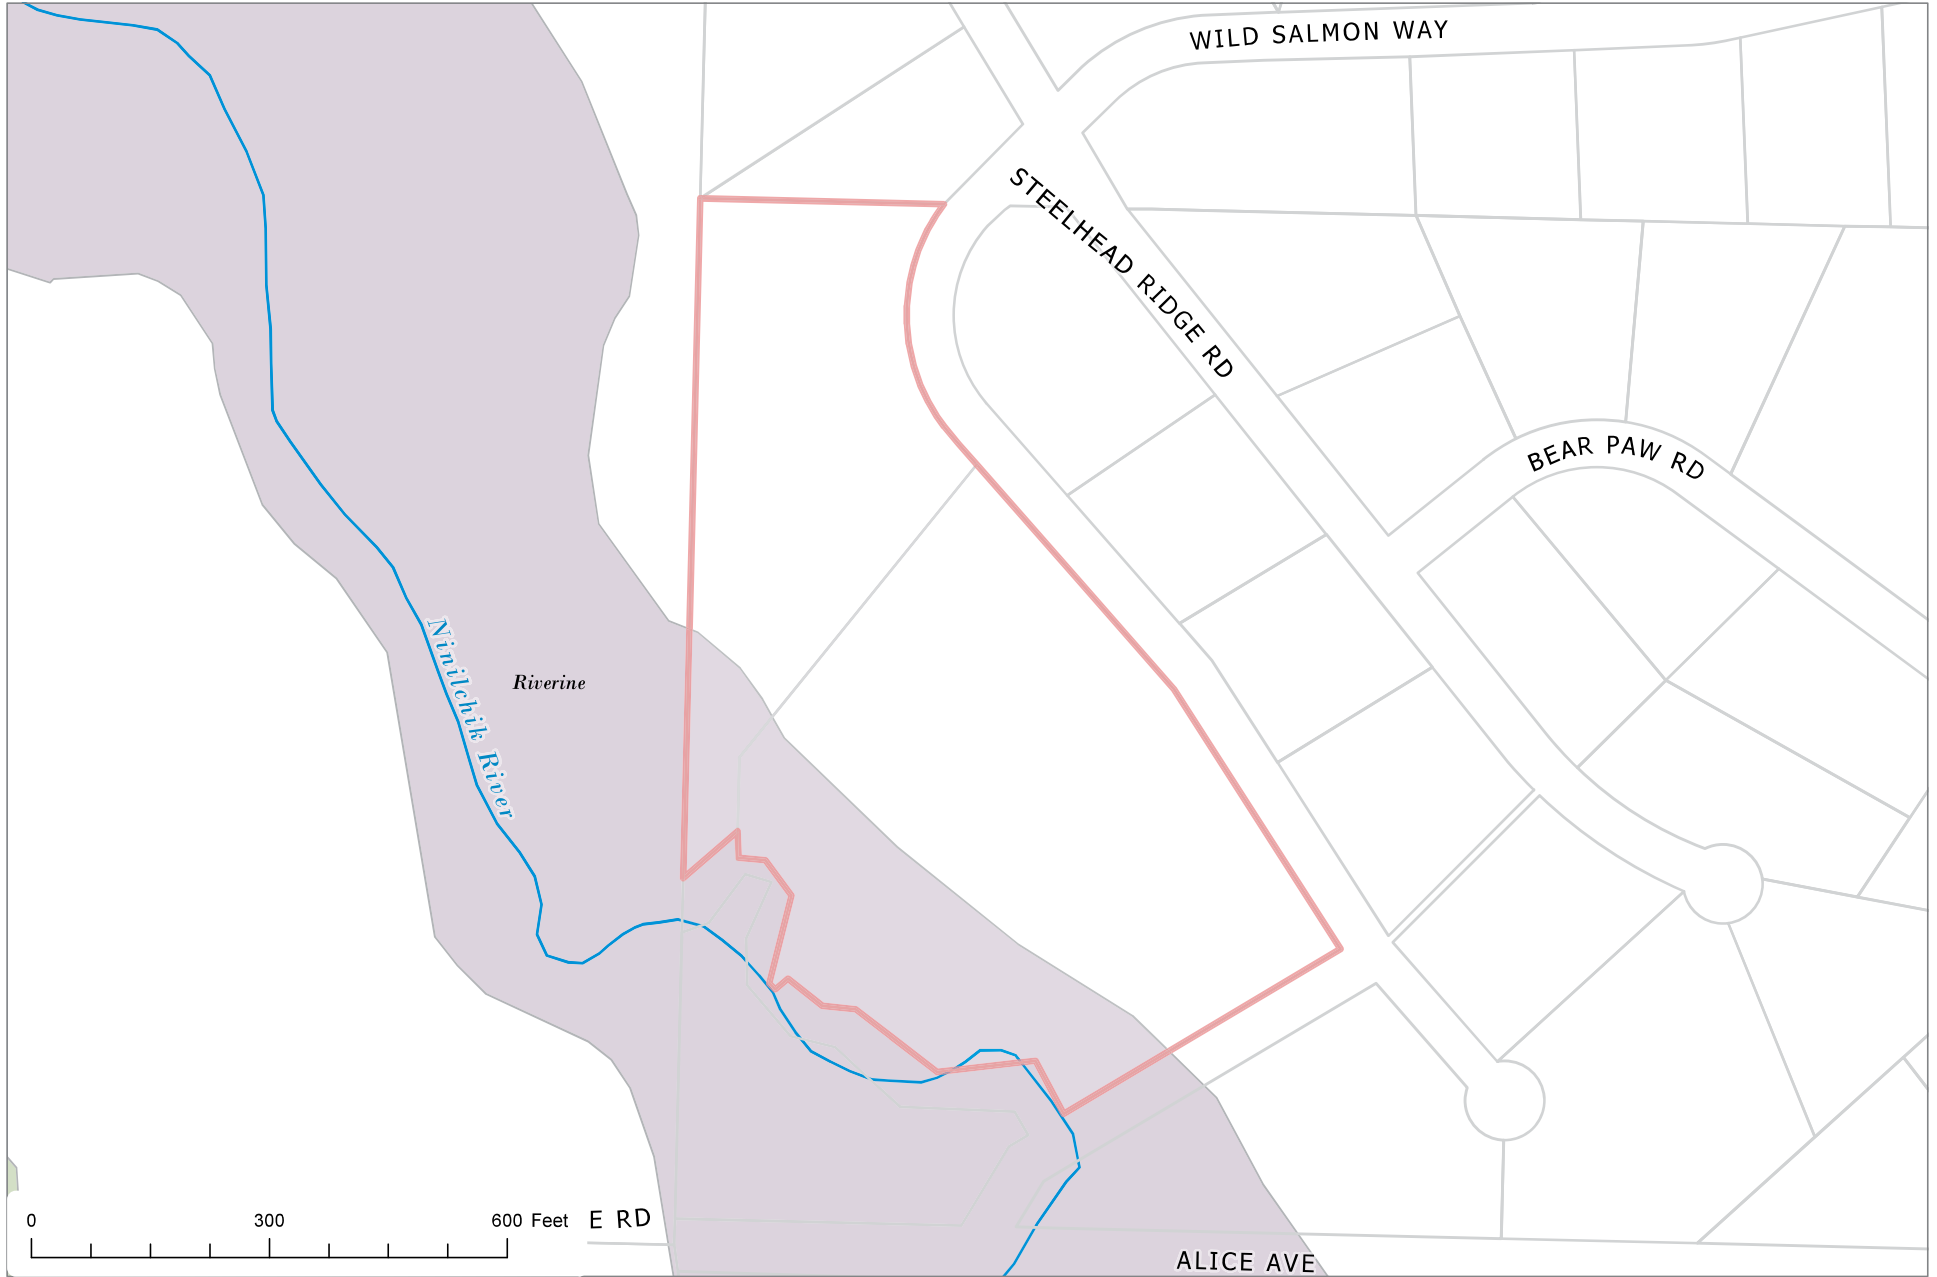 WILD SALMON WAY
STEELHEAD RIDGE RD
BEAR PAW RD
Ninilchik River
Riverine
0 300 600 Feet
E RD
ALICE AVE